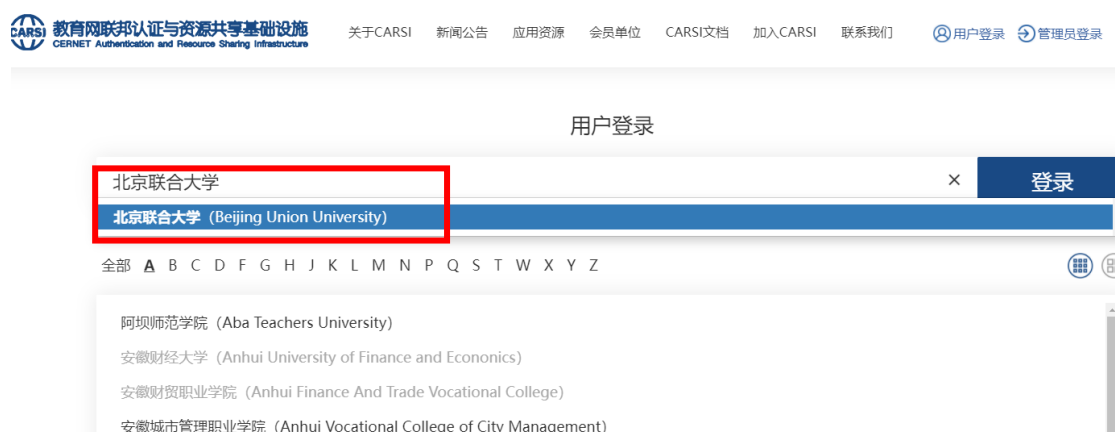 CARSI 教育网联邦认证与资源共享基础设施
CERNET Authentication and Resource Sharing Infrastructure
关于CARSI 新闻公告 应用资源 会员单位 CARSI文档 加入CARSI 联系我们 用户登录 管理员登录
用户登录
北京联合大学 × 登录
北京联合大学（Beijing Union University）
全部 A B C D F G H J K L M N P Q S T W X Y Z
阿坝师范学院（Aba Teachers University）
安徽财经大学（Anhui University of Finance and Econonics）
安徽财贸职业学院（Anhui Finance And Trade Vocational College）
安徽城市管理职业学院（Anhui Vocational College of City Management）